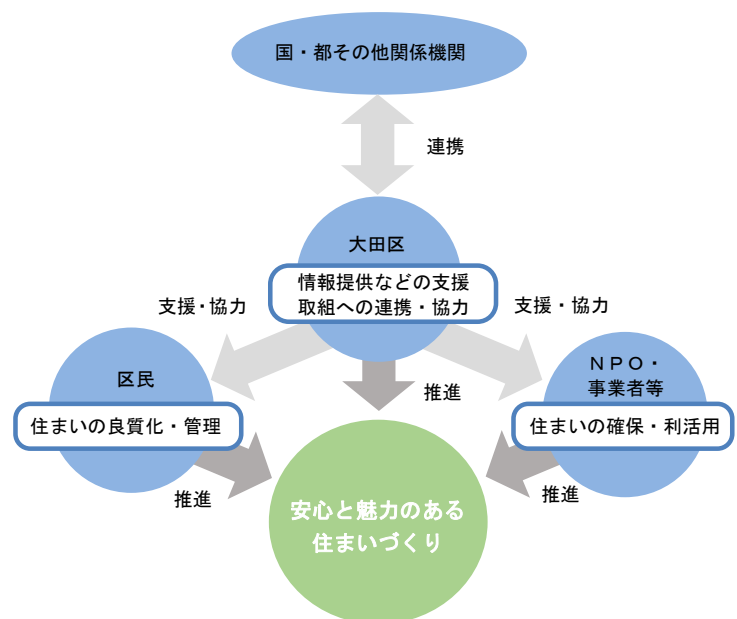 国・都その他関係機関
連携
大田区
情報提供などの支援
取組への連携・協力
支援・協力
支援・協力
区民
住まいの良質化・管理
推進
ＮＰＯ・
事業者等
住まいの確保・利活用
推進
推進
安心と魅力のある
住まいづくり